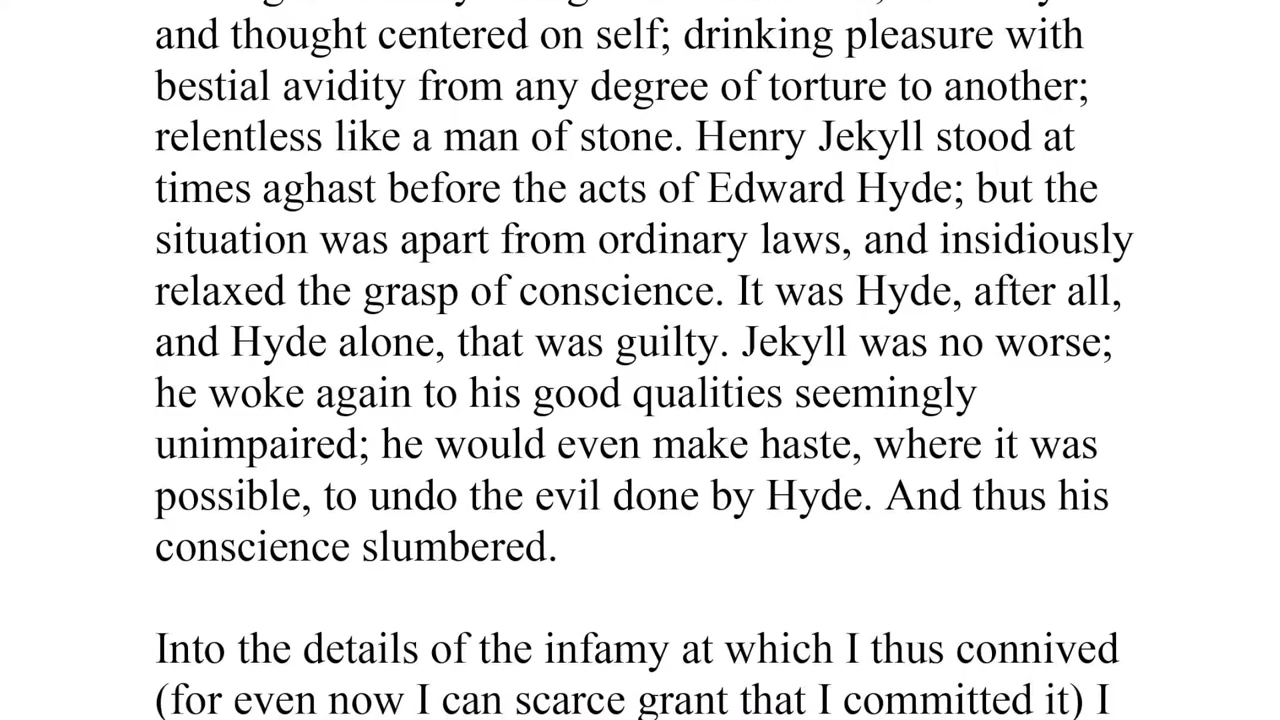 and thought centered on self; drinking pleasure with
bestial avidity from any degree of torture to another;
relentless like a man of stone. Henry Jekyll stood at
times aghast before the acts of Edward Hyde; but the
situation was apart from ordinary laws, and insidiously
relaxed the grasp of conscience. It was Hyde, after all,
and Hyde alone, that was guilty. Jekyll was no worse;
he woke again to his good qualities seemingly
unimpaired; he would even make haste, where it was
possible, to undo the evil done by Hyde. And thus his
conscience slumbered.
Into the details of the infamy at which I thus connived
(for even now I can scarce grant that I committed it) I